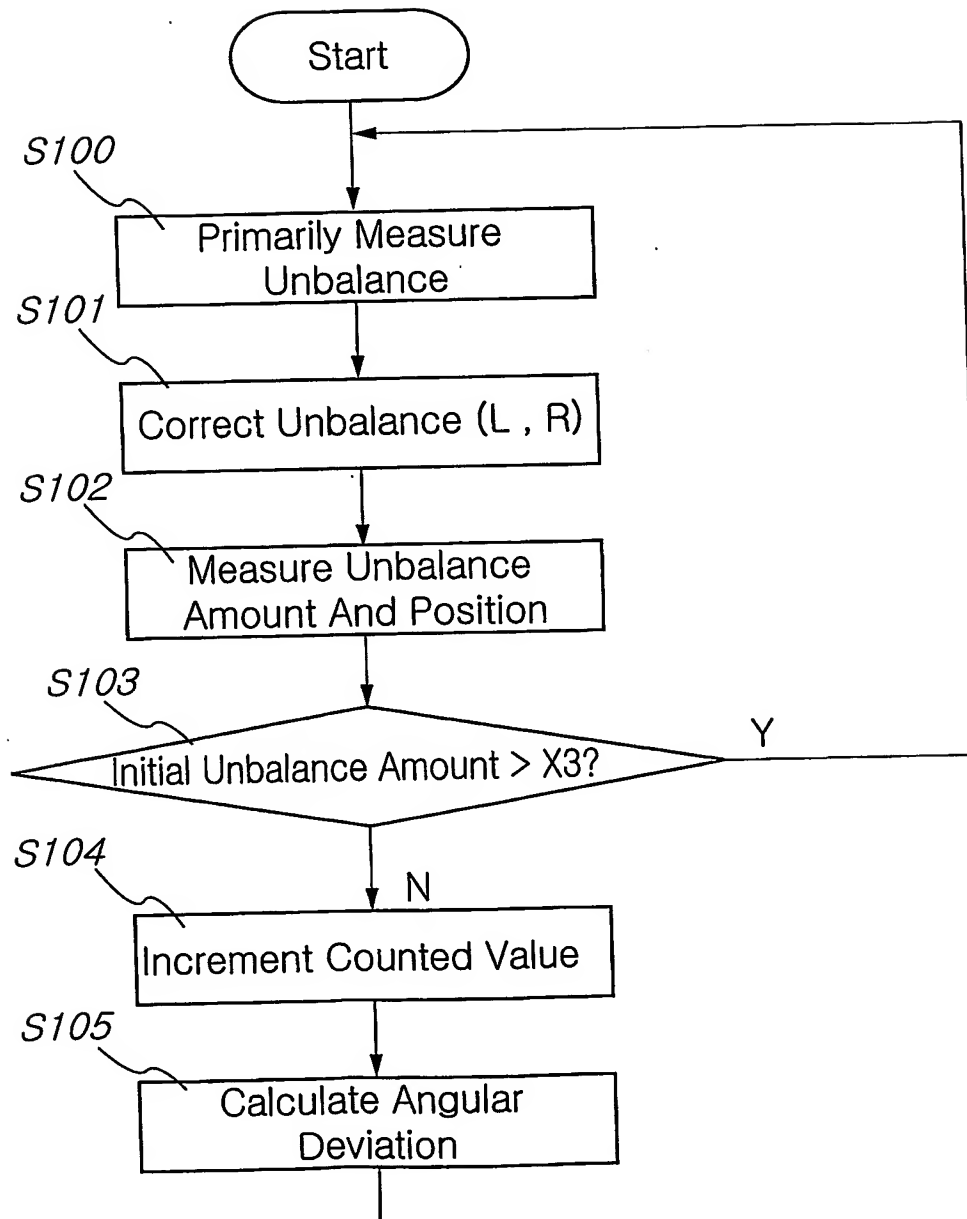 Start
S100
Primarily Measure
Unbalance
S101
Correct Unbalance (L , R)
S102
Measure Unbalance
Amount And Position
S103
Initial Unbalance Amount > X3?
Y
S104
N
Increment Counted Value
S105
Calculate Angular
Deviation